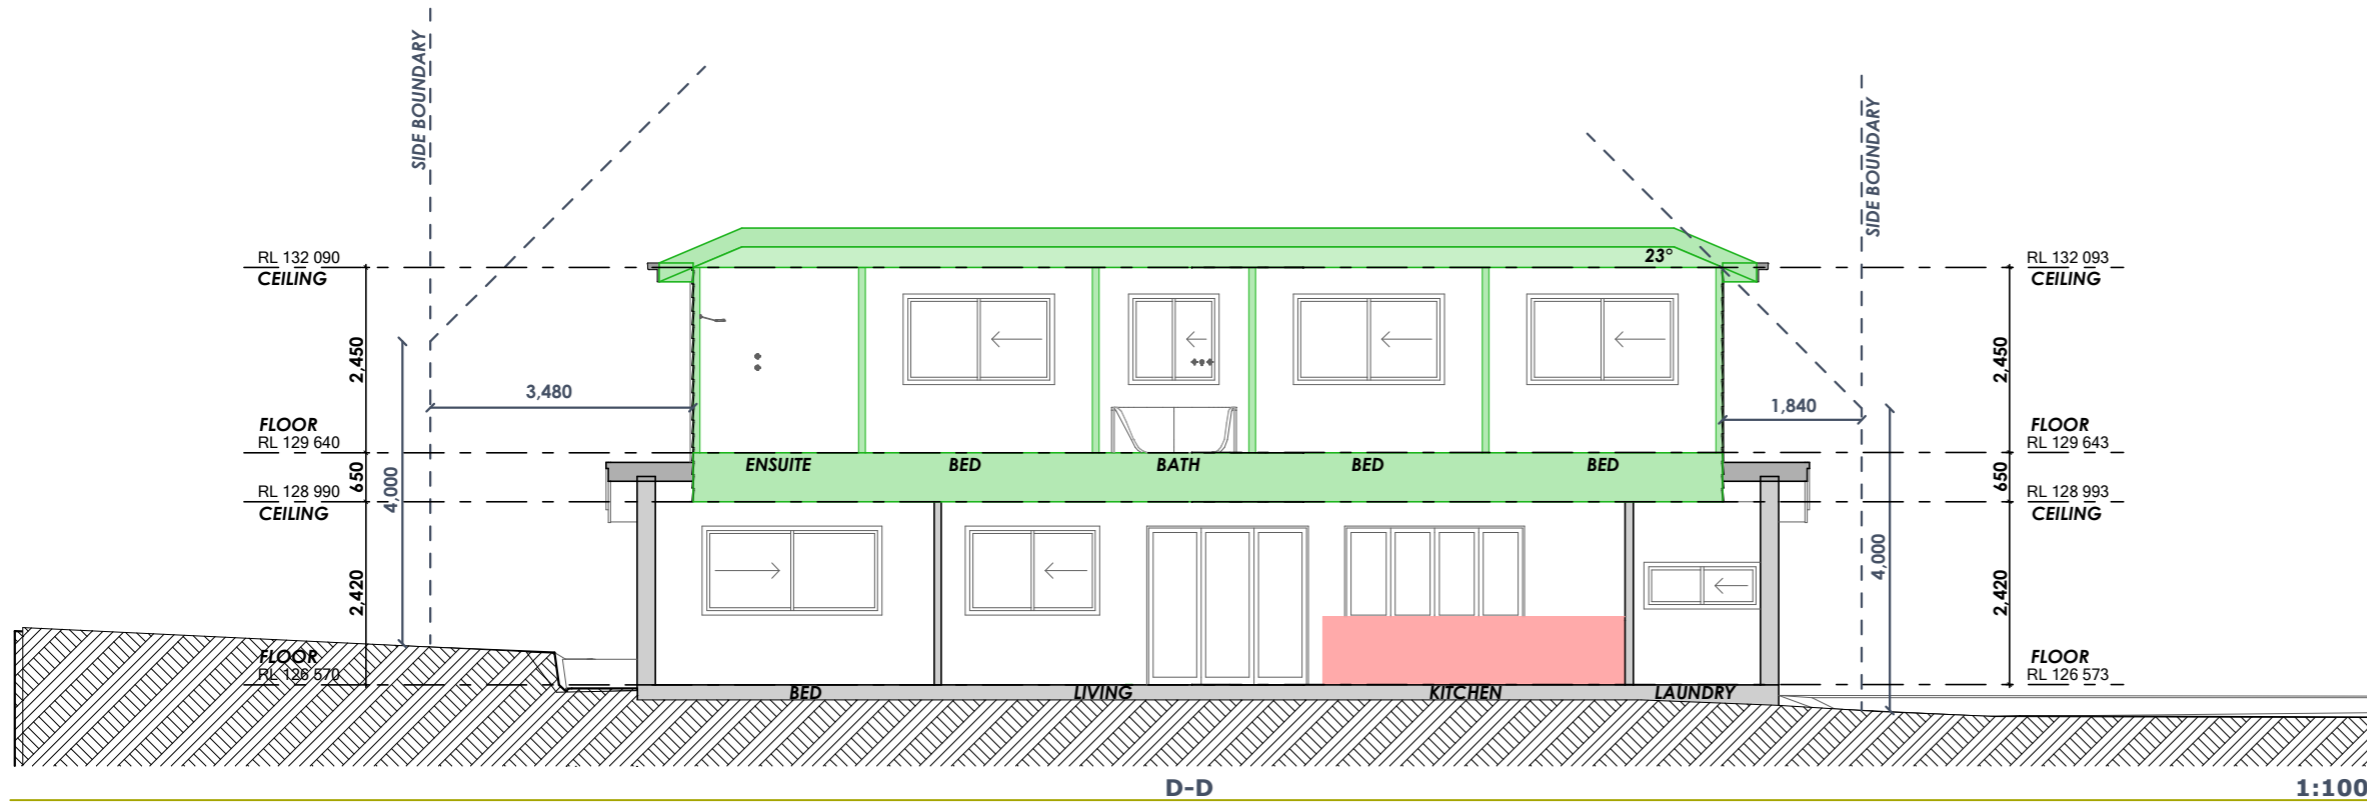 SIDE BOUNDARY
SIDE BOUNDARY
RL 132 090
CEILING
23°
RL 132 093
CEILING
2,450
2,450
3,480
1,840
FLOOR
RL 129 640
FLOOR
RL 129 643
ENSUITE BED BATH BED BED
650
650
4,000
RL 128 990
CEILING
RL 128 993
CEILING
4,000
2,420
2,420
FLOOR
RL 126 570
FLOOR
RL 126 573
BED LIVING KITCHEN LAUNDRY
D-D 1:100